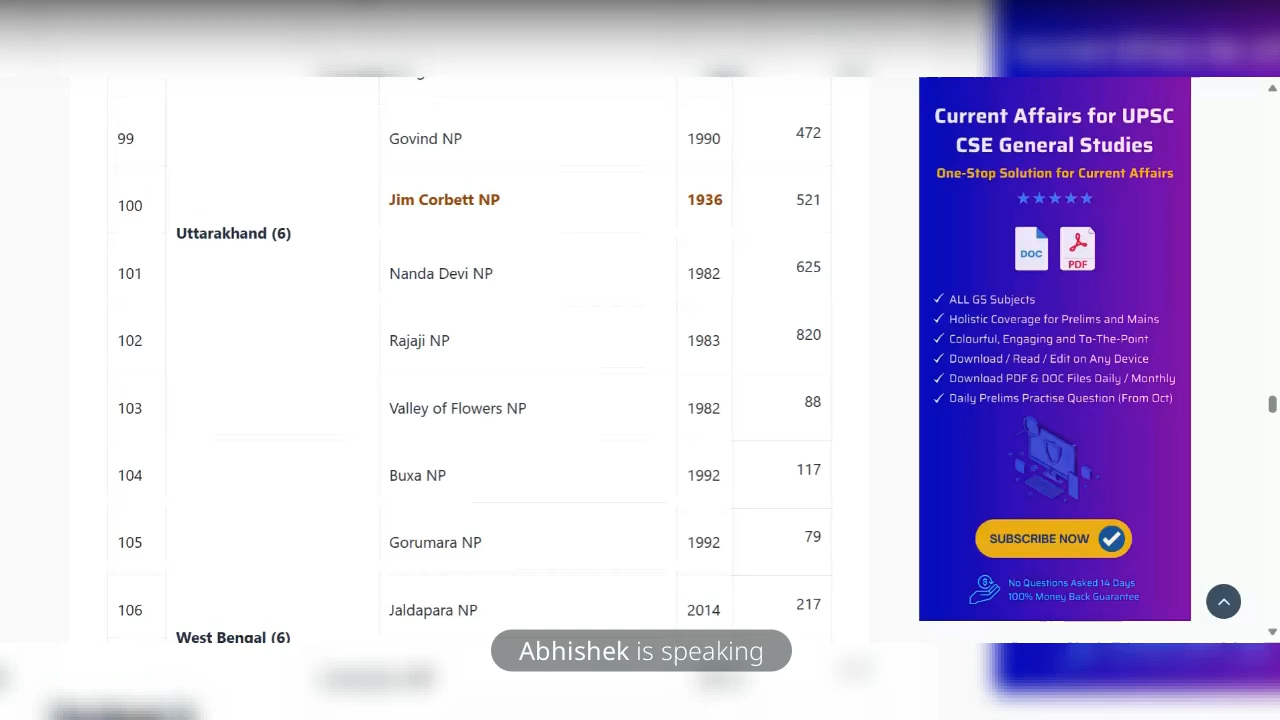 99 Govind NP 1990 472
100 Jim Corbett NP 1936 521
Uttarakhand (6)
101 Nanda Devi NP 1982 625
102 Rajaji NP 1983 820
103 Valley of Flowers NP 1982 88
104 Buxa NP 1992 117
105 Gorumara NP 1992 79
106 Jaldapara NP 2014 217
West Bengal (6)
Abhishek is speaking
Current Affairs for UPSC
CSE General Studies
One-Stop Solution for Current Affairs
DOC
PDF
✓ ALL GS Subjects
✓ Holistic Coverage for Prelims and Mains
✓ Colourful, Engaging and To-The-Point
✓ Download / Read / Edit on Any Device
✓ Download PDF & DOC Files Daily / Monthly
✓ Daily Prelims Practise Question (From Oct)
SUBSCRIBE NOW
No Questions Asked 14 Days
100% Money Back Guarantee